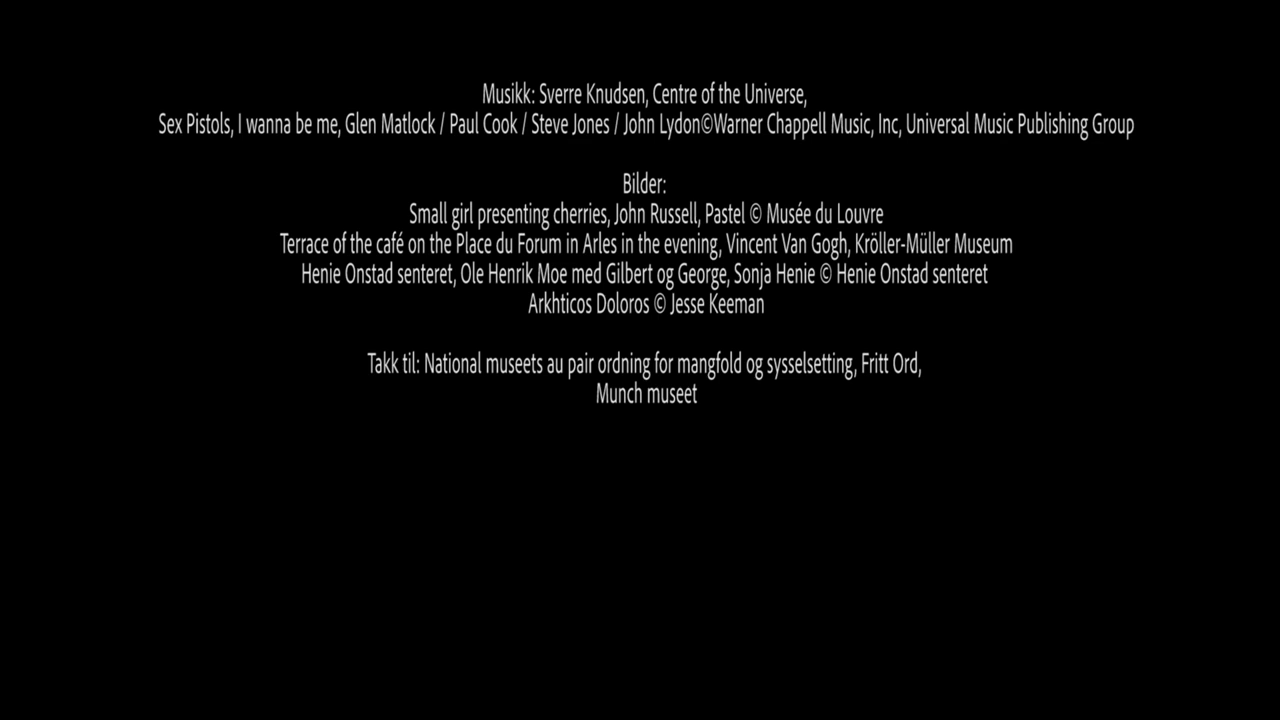 Musikk: Sverre Knudsen, Centre of the Universe,
Sex Pistols, I wanna be me, Glen Matlock / Paul Cook / Steve Jones / John Lydon©Warner Chappell Music, Inc, Universal Music Publishing Group
Bilder:
Small girl presenting cherries, John Russell, Pastel © Musée du Louvre
Terrace of the café on the Place du Forum in Arles in the evening, Vincent Van Gogh, Kröller-Müller Museum
Henie Onstad senteret, Ole Henrik Moe med Gilbert og George, Sonja Henie © Henie Onstad senteret
Arkhticos Doloros © Jesse Keeman
Takk til: National museets au pair ordning for mangfold og sysselsetting, Fritt Ord,
Munch museet